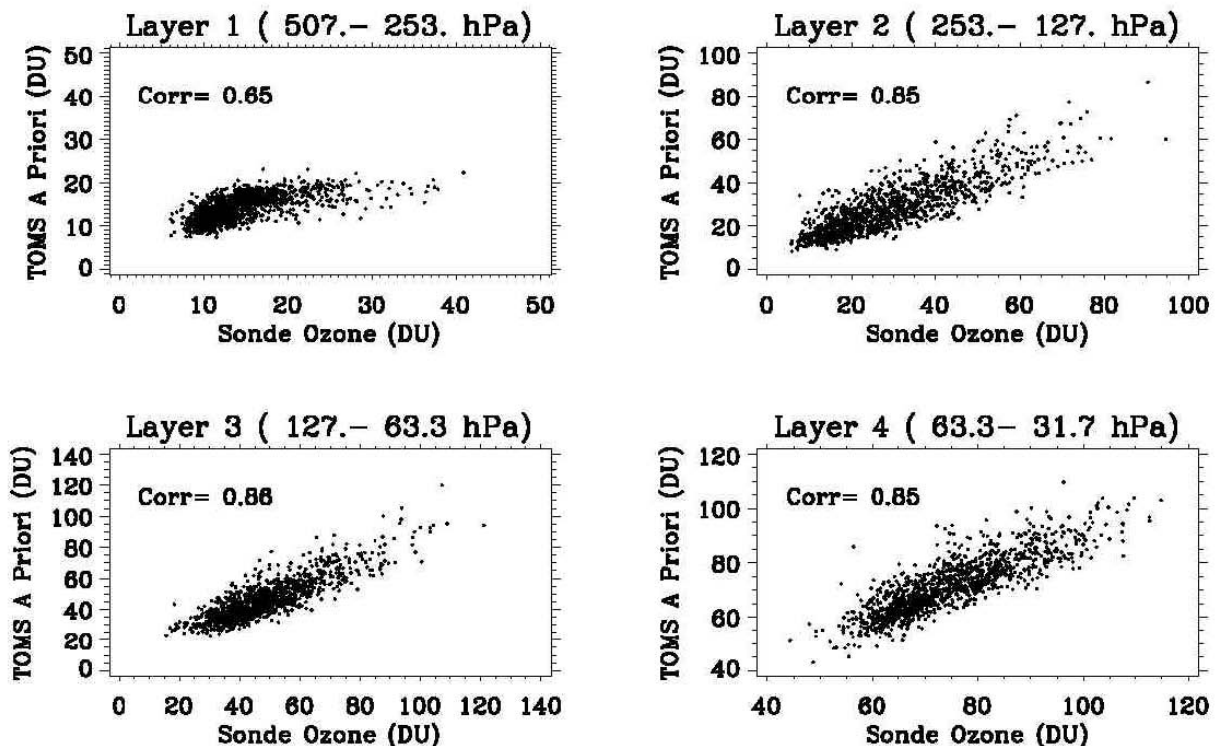 Layer 1 ( 507.– 253. hPa)
TOMS A Priori (DU)
50
40
30
20
10
0
Corr= 0.65
0 10 20 30 40 50
Sonde Ozone (DU)
Layer 2 ( 253.– 127. hPa)
TOMS A Priori (DU)
100
80
60
40
20
0
Corr= 0.85
0 20 40 60 80 100
Sonde Ozone (DU)
Layer 3 ( 127.– 63.3 hPa)
TOMS A Priori (DU)
140
120
100
80
60
40
20
0
Corr= 0.86
0 20 40 60 80 100 120 140
Sonde Ozone (DU)
Layer 4 ( 63.3– 31.7 hPa)
TOMS A Priori (DU)
120
100
80
60
40
Corr= 0.85
40 60 80 100 120
Sonde Ozone (DU)